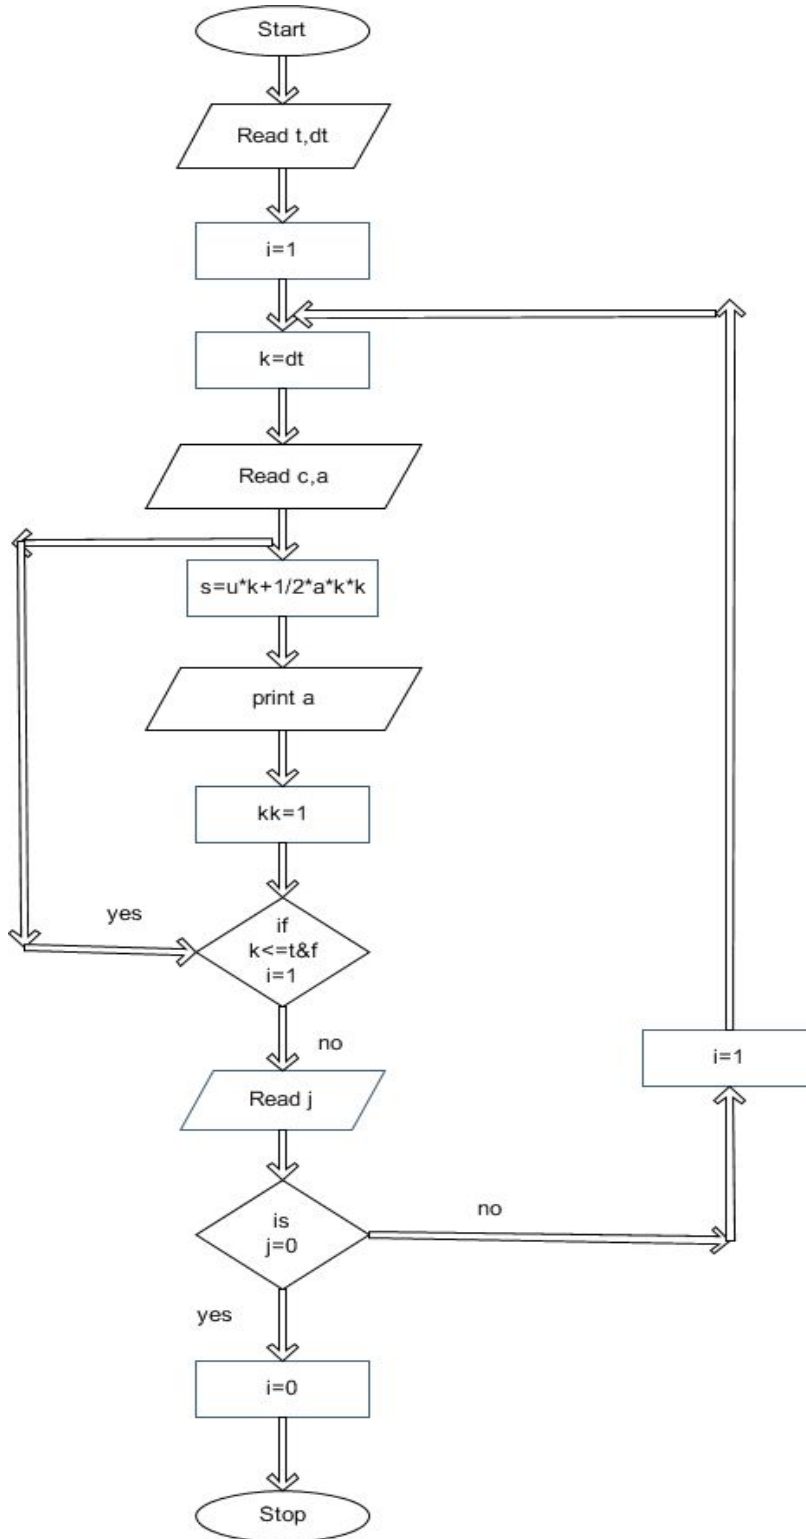 Start
Read t,dt
i=1
k=dt
Read c,a
s=u*k+1/2*a*k*k
print a
kk=1
yes
if
k<=t&f
i=1
no
i=1
Read j
is
j=0
no
yes
i=0
Stop